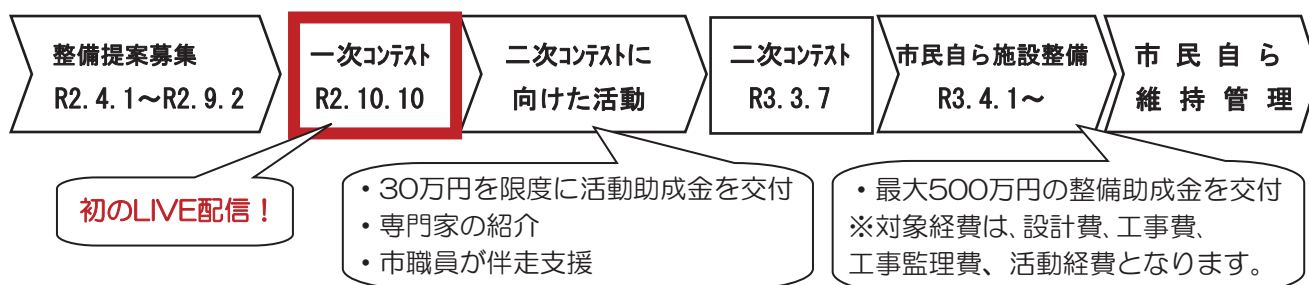 整備提案募集
R2.4.1～R2.9.2
一次コンテスト
R2.10.10
二次コンテストに
向けた活動
二次コンテスト
R3.3.7
市民自ら施設整備
R3.4.1～
市民自ら
維持管理
初のLIVE配信！
・30万円を限度に活動助成金を交付
・専門家の紹介
・市職員が伴走支援
・最大500万円の整備助成金を交付
※対象経費は、設計費、工事費、
工事監理費、活動経費となります。